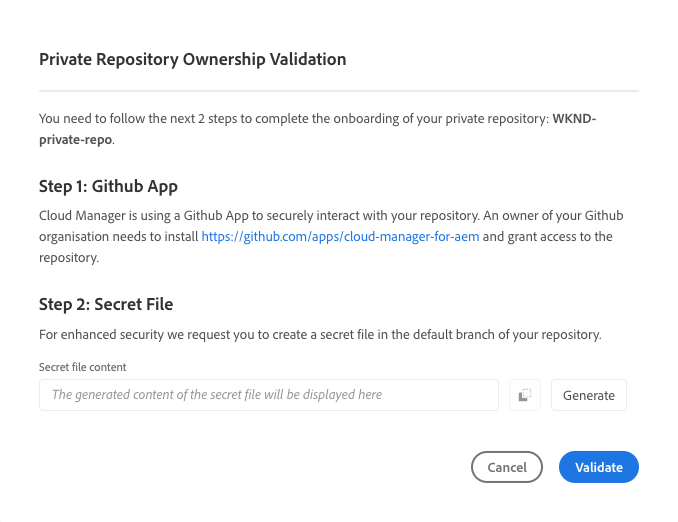 Private Repository Ownership Validation
You need to follow the next 2 steps to complete the onboarding of your private repository: WKND-
private-repo.
Step 1: Github App
Cloud Manager is using a Github App to securely interact with your repository. An owner of your Github
organisation needs to install https://github.com/apps/cloud-manager-for-aem and grant access to the
repository.
Step 2: Secret File
For enhanced security we request you to create a secret file in the default branch of your repository.
Secret file content
The generated content of the secret file will be displayed here
Generate
Cancel
Validate